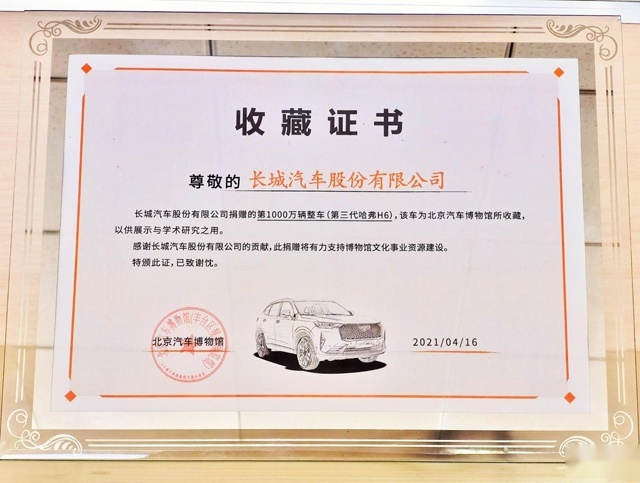 收藏证书
尊敬的 长城汽车股份有限公司
长城汽车股份有限公司捐赠的第1000万辆整车(第三代哈弗H6),该车为北京汽车博物馆所收藏,
以供展示与学术研究之用。
感谢长城汽车股份有限公司的贡献,此捐赠将有力支持博物馆文化事业资源建设。
特颁此证,已致谢忱。
北京汽车博物馆
2021/04/16